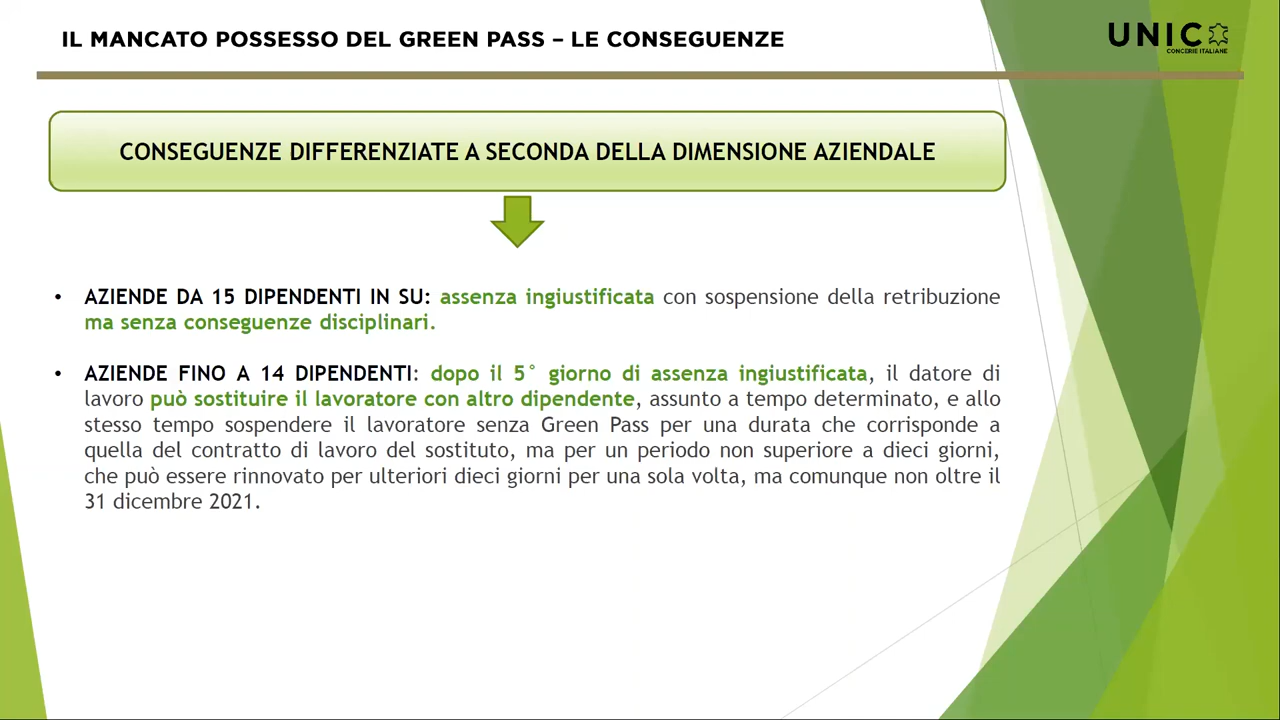 IL MANCATO POSSESSO DEL GREEN PASS – LE CONSEGUENZE
UNIC
CONCERIE ITALIANE
CONSEGUENZE DIFFERENZIATE A SECONDA DELLA DIMENSIONE AZIENDALE
• AZIENDE DA 15 DIPENDENTI IN SU: assenza ingiustificata con sospensione della retribuzione
ma senza conseguenze disciplinari.
• AZIENDE FINO A 14 DIPENDENTI: dopo il 5° giorno di assenza ingiustificata, il datore di
lavoro può sostituire il lavoratore con altro dipendente, assunto a tempo determinato, e allo
stesso tempo sospendere il lavoratore senza Green Pass per una durata che corrisponde a
quella del contratto di lavoro del sostituto, ma per un periodo non superiore a dieci giorni,
che può essere rinnovato per ulteriori dieci giorni per una sola volta, ma comunque non oltre il
31 dicembre 2021.